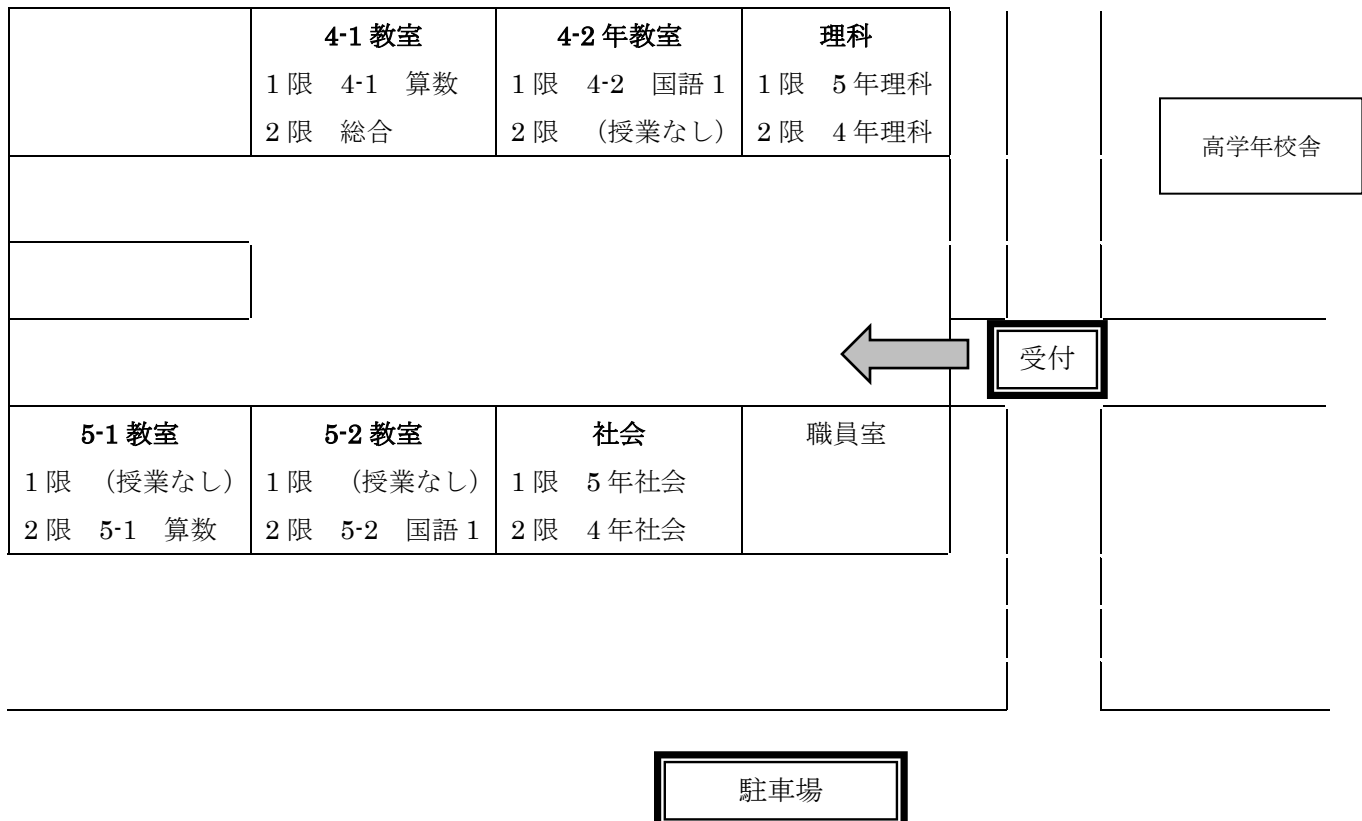 4-1 教室
1 限　4-1　算数
2 限　総合
4-2 年教室
1 限　4-2　国語 1
2 限　（授業なし）
理科
1 限　5 年理科
2 限　4 年理科
高学年校舎
受付
5-1 教室
1 限　（授業なし）
2 限　5-1　算数
5-2 教室
1 限　（授業なし）
2 限　5-2　国語 1
社会
1 限　5 年社会
2 限　4 年社会
職員室
駐車場